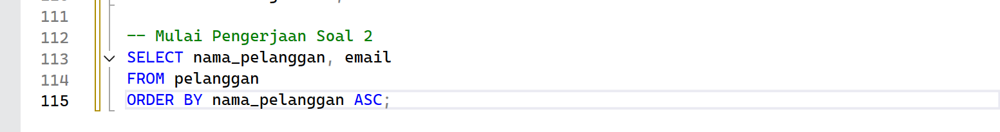 111
112 -- Mulai Pengerjaan Soal 2
113 SELECT nama_pelanggan, email
114 FROM pelanggan
115 ORDER BY nama_pelanggan ASC;